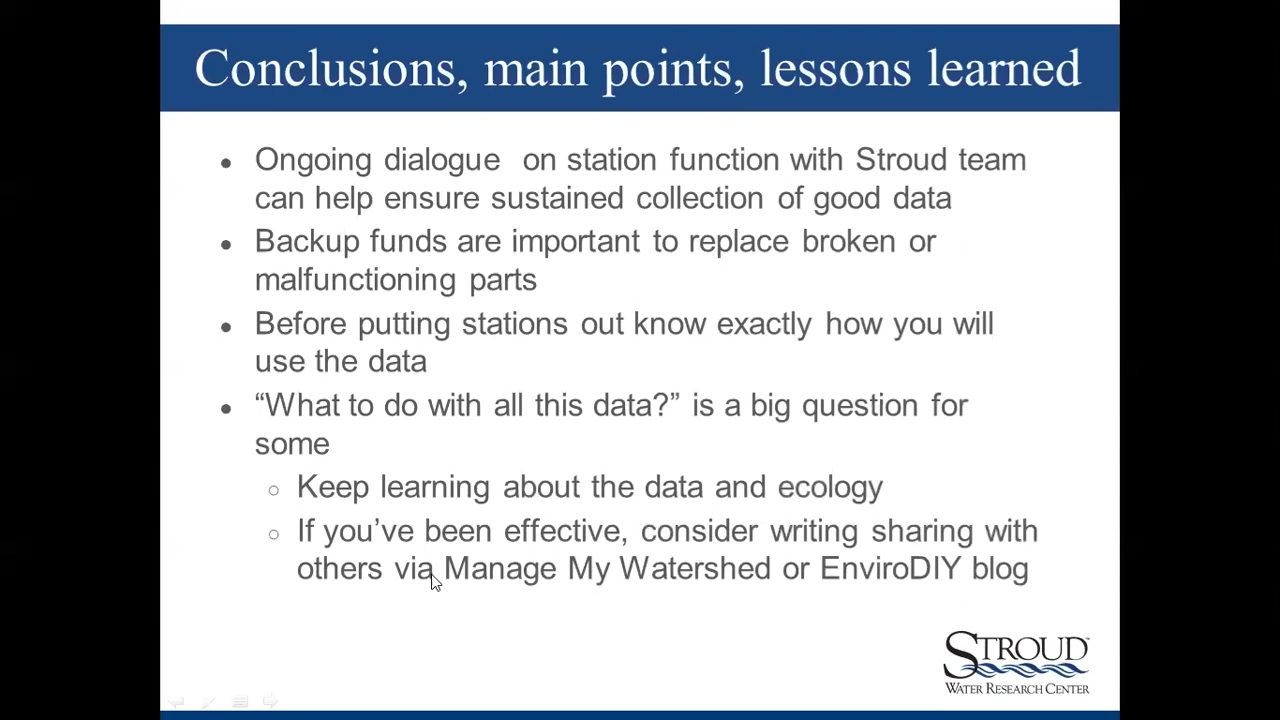 Conclusions, main points, lessons learned
• Ongoing dialogue on station function with Stroud team
can help ensure sustained collection of good data
• Backup funds are important to replace broken or
malfunctioning parts
• Before putting stations out know exactly how you will
use the data
• “What to do with all this data?” is a big question for
some
○ Keep learning about the data and ecology
○ If you’ve been effective, consider writing sharing with
others via Manage My Watershed or EnviroDIY blog
STROUD™
WATER RESEARCH CENTER